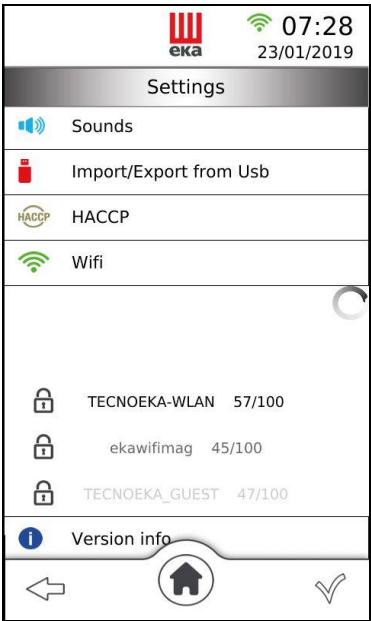 eka
07:28
23/01/2019
Settings
Sounds
Import/Export from Usb
HACCP HACCP
Wifi
TECNOEKA-WLAN 57/100
ekawifimag 45/100
TECNOEKA_GUEST 47/100
i Version info